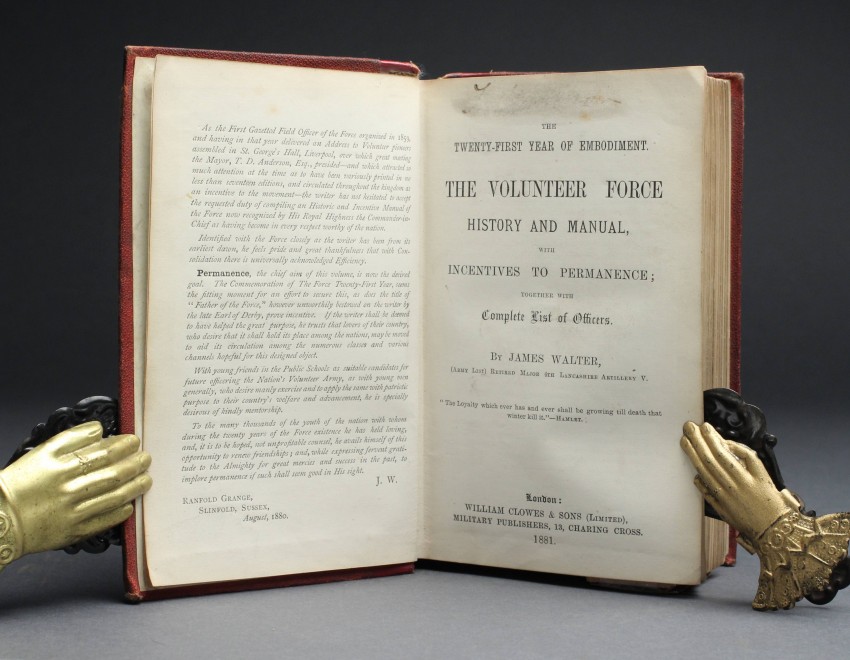 As the First Gazetted Field Officer of the Force organised in 1859,
and having in that year delivered an Address to Volunteer pioneers
assembled in St. George's Hall, Liverpool, over which great meeting
the Mayor, T. D. Anderson, Esq., presided—and which attracted so
much attention at the time as to have been variously printed in no
less than seventeen editions, and circulated throughout the kingdom as
an incentive to the movement—the writer has not hesitated to accept
the requested duty of compiling an Historic and Incentive Manual of
the Force now recognised by His Royal Highness the Commander-in-
Chief as having become in every respect worthy of the nation.
Identified with the Force closely as the writer has been from its
earliest dawn, he feels pride and great thankfulness that with Con-
solidation there is universally acknowledged Efficiency.
Permanence, the chief aim of this volume, is now the desired
goal. The Commemoration of The Force Twenty-First Year, sums
the fitting moment for an effort to secure this, as does the title of
"Father of the Force," however unworthily bestowed on the writer by
the late Earl of Derby, prove incentive. If the writer shall be deemed
to have helped the great purpose, he trusts that lovers of their country,
who desire that it shall hold its place among the nations, may be moved
to aid its circulation among the numerous classes and various
channels hopeful for this designed object.
With young friends in the Public Schools as suitable candidates for
future officering the Nation's Volunteer Army, as with young men
generally, who desire manly exercise and to apply the same with patriotic
purpose to their country's welfare and advancement, he is specially
desirous of kindly mentorship.
To the many thousands of the youth of the nation with whom
during the twenty years of the Force existence he has held loving,
and, it is to be hoped, not unprofitable counsel, he avails himself of this
opportunity to renew friendships; and, while expressing fervent grati-
tude to the Almighty for great mercies and success in the past, to
implore permanence of such shall seem good in His sight.
J. W.
RANFOLD GRANGE,
SLINFOLD, SUSSEX,
August, 1880.
THE
TWENTY-FIRST YEAR OF EMBODIMENT.
THE VOLUNTEER FORCE
HISTORY AND MANUAL,
WITH
INCENTIVES TO PERMANENCE;
TOGETHER WITH
Complete List of Officers.
BY JAMES WALTER,
(ARMY LIST) RETIRED MAJOR 4TH LANCASHIRE ARTILLERY V.
"The Loyalty which ever has and ever shall be growing till death that
winter kill it."—HAMLET.
London:
WILLIAM CLOWES & SONS (LIMITED),
MILITARY PUBLISHERS, 13, CHARING CROSS.
1881.